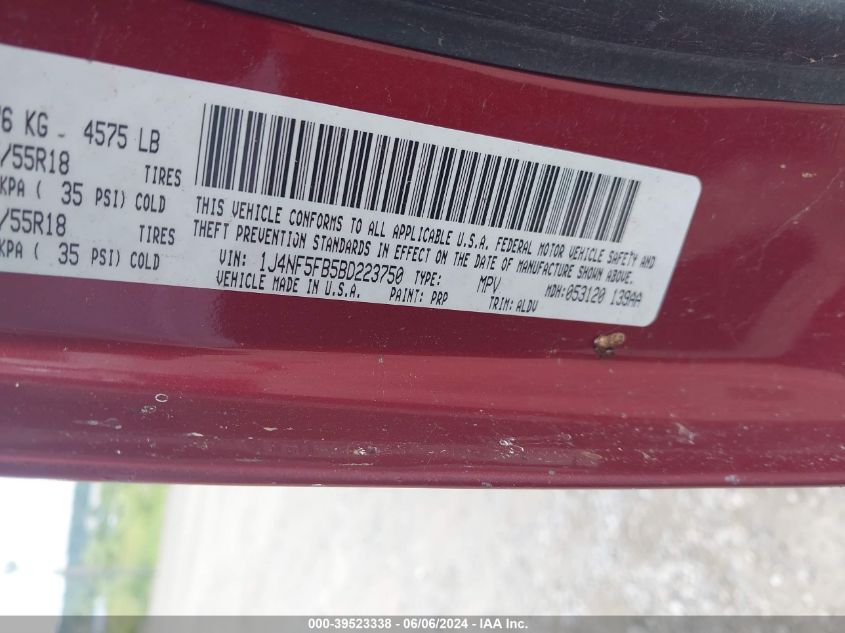 6 KG - 4575 LB
/55R18 TIRES
KPA ( 35 PSI) COLD
/55R18 TIRES
KPA ( 35 PSI) COLD
THIS VEHICLE CONFORMS TO ALL APPLICABLE U.S.A. FEDERAL MOTOR VEHICLE SAFETY AND
THEFT PREVENTION STANDARDS IN EFFECT ON THE DATE OF MANUFACTURE SHOWN ABOVE.
VIN: 1J4NF5FB5BD223750 TYPE: MPV MDH:053120 139AA
VEHICLE MADE IN U.S.A. PAINT: PRP TRIM: ALDV
000-39523338 - 06/06/2024 - IAA Inc.